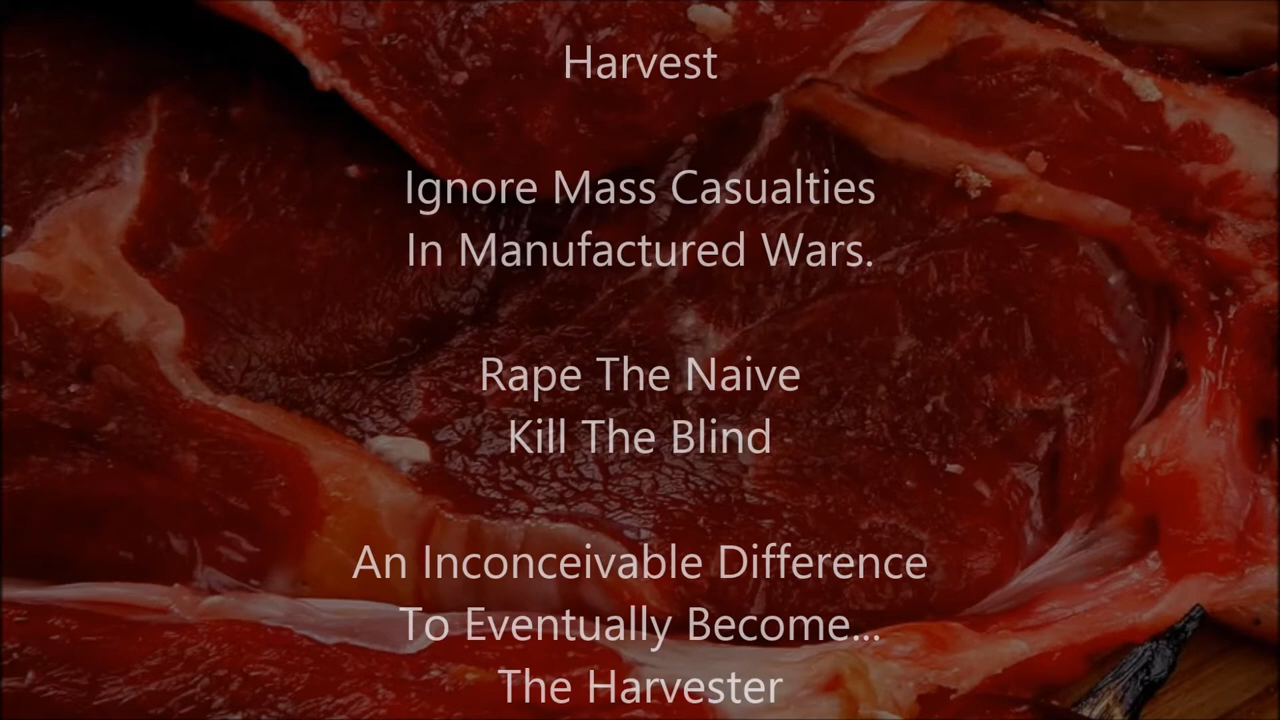 Harvest
Ignore Mass Casualties
In Manufactured Wars.
Rape The Naive
Kill The Blind
An Inconceivable Difference
To Eventually Become...
The Harvester